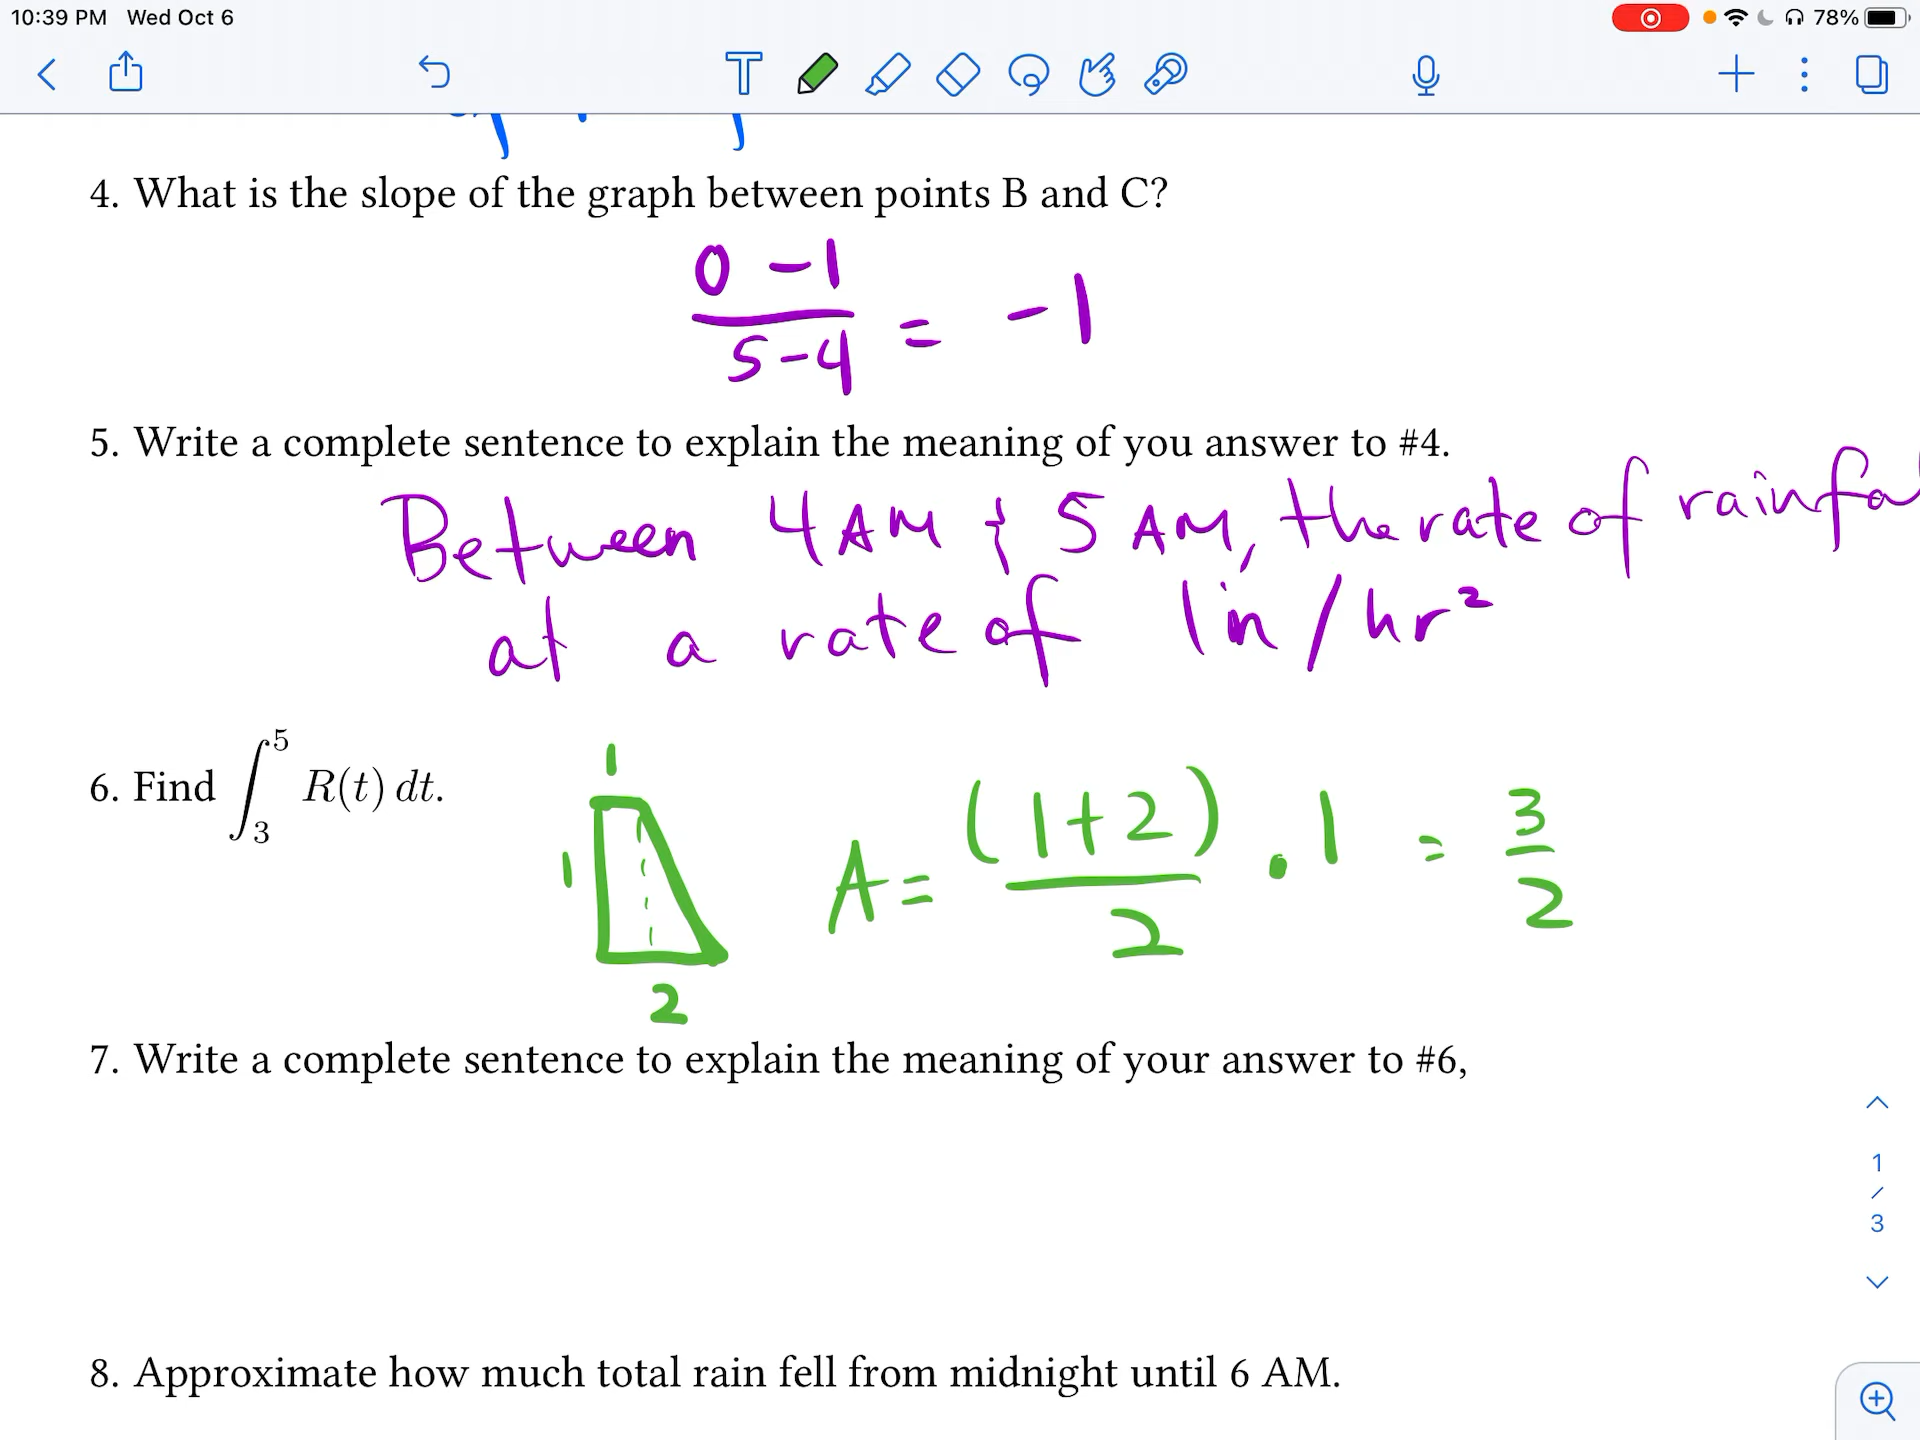 10:39 PM Wed Oct 6 78%
4. What is the slope of the graph between points B and C?
0 - 1
5 - 4 = - 1
5. Write a complete sentence to explain the meaning of you answer to #4.
Between 4 AM & 5 AM, the rate of rainfa
at a rate of 1 in/hr²
6. Find ∫₃⁵ R(t) dt.
1
1
2
A = (1+2)/2 · 1 = 3/2
7. Write a complete sentence to explain the meaning of your answer to #6,
1
/
3
8. Approximate how much total rain fell from midnight until 6 AM.